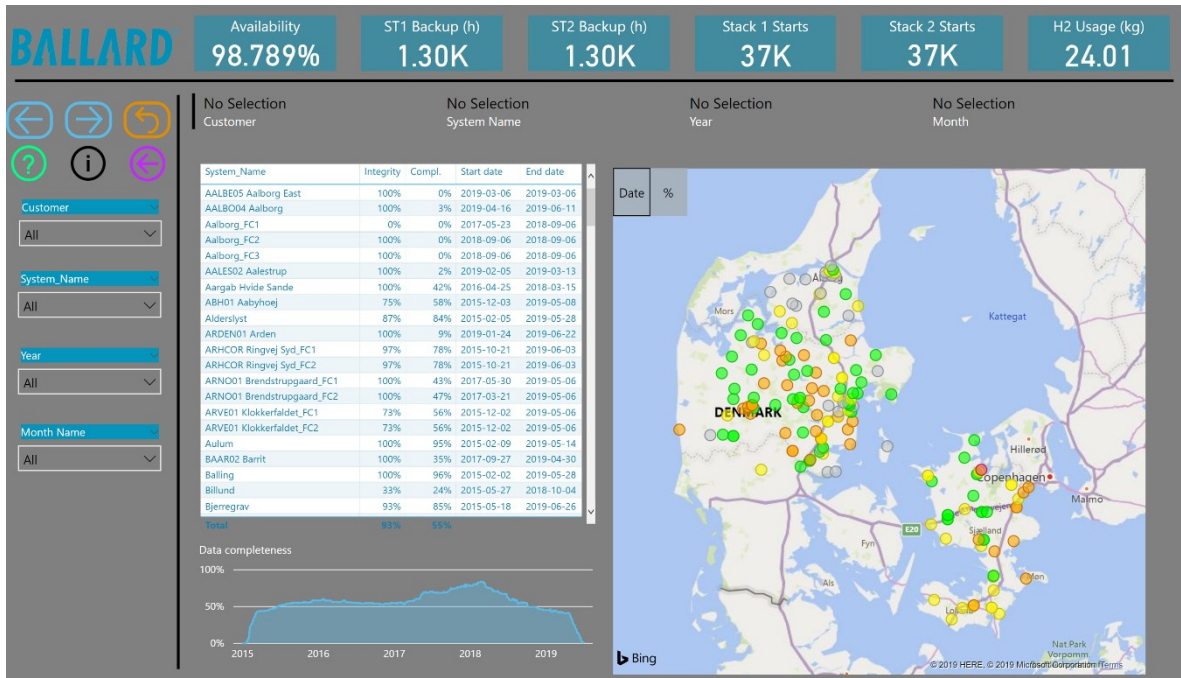 BALLARD
Availability
98.789%
ST1 Backup (h)
1.30K
ST2 Backup (h)
1.30K
Stack 1 Starts
37K
Stack 2 Starts
37K
H2 Usage (kg)
24.01
No Selection
Customer
No Selection
System Name
No Selection
Year
No Selection
Month
?
i
Customer
All
System_Name
All
Year
All
Month Name
All
System_Name Integrity Compl. Start date End date
AALBE05 Aalborg East 100% 0% 2019-03-06 2019-03-06
AALBO04 Aalborg 100% 3% 2019-04-16 2019-06-11
Aalborg_FC1 0% 0% 2017-05-23 2018-09-06
Aalborg_FC2 100% 0% 2018-09-06 2018-09-06
Aalborg_FC3 100% 0% 2018-09-06 2018-09-06
AALES02 Aalestrup 100% 2% 2019-02-05 2019-03-13
Aargab Hvide Sande 100% 42% 2016-04-25 2018-03-15
ABH01 Aabyhoej 75% 58% 2015-12-03 2019-05-08
Alderslyst 87% 84% 2015-02-05 2019-05-28
ARDEN01 Arden 100% 9% 2019-01-24 2019-06-22
ARHCOR Ringvej Syd_FC1 97% 78% 2015-10-21 2019-06-03
ARHCOR Ringvej Syd_FC2 97% 78% 2015-10-21 2019-06-03
ARNO01 Brendstrupgaard_FC1 100% 43% 2017-05-30 2019-05-06
ARNO01 Brendstrupgaard_FC2 100% 47% 2017-03-21 2019-05-06
ARVE01 Klokkerfaldet_FC1 73% 56% 2015-12-02 2019-05-06
ARVE01 Klokkerfaldet_FC2 73% 56% 2015-12-02 2019-05-06
Aulum 100% 95% 2015-02-09 2019-05-14
BAAR02 Barrit 100% 35% 2017-09-27 2019-04-30
Balling 100% 96% 2015-02-02 2019-05-28
Billund 33% 24% 2015-05-27 2018-10-04
Bjerregrav 93% 85% 2015-05-18 2019-06-26
Total 93% 55%
Data completeness
100%
50%
0%
2015 2016 2017 2018 2019
Date %
Mors
Kattegat
DENMARK
Hillerød
Copenhagen
Malmö
E20
Sjælland
Fyn
Als
Møn
Nat Park
Vorpomm
Bing
© 2019 HERE, © 2019 Microsoft Corporation Terms